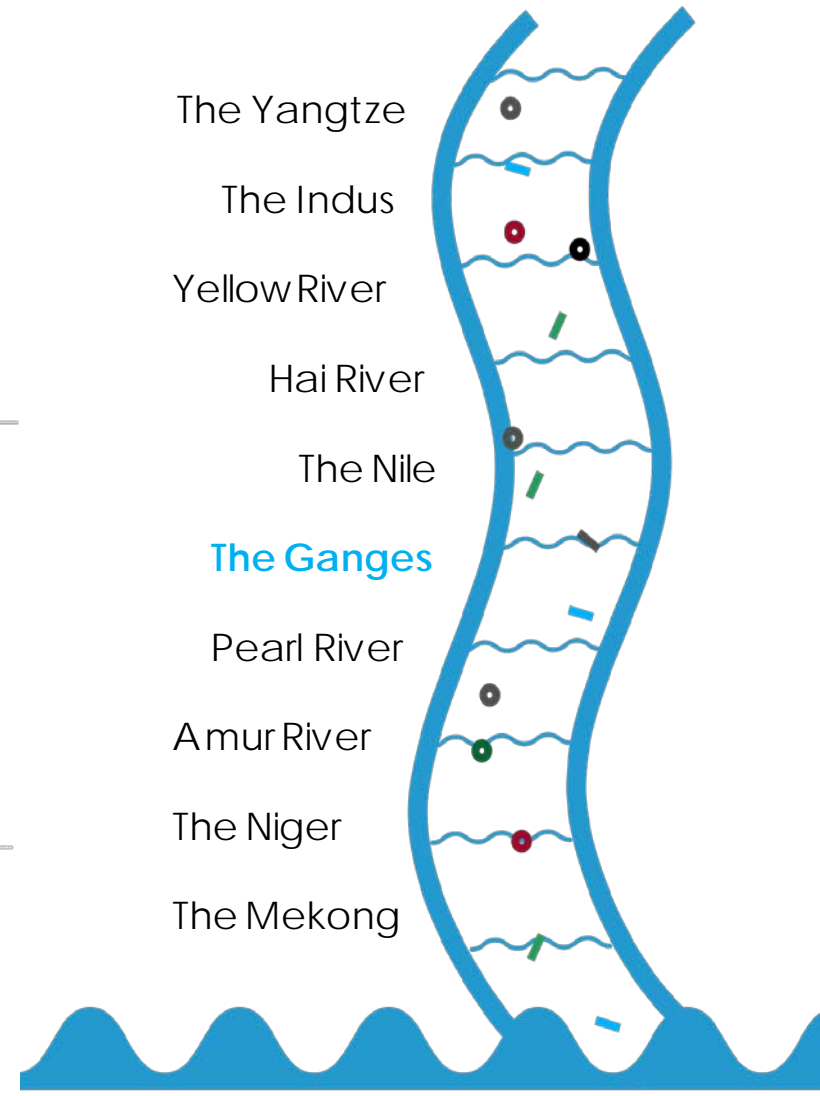 The Yangtze
The Indus
Yellow River
Hai River
The Nile
The Ganges
Pearl River
Amur River
The Niger
The Mekong